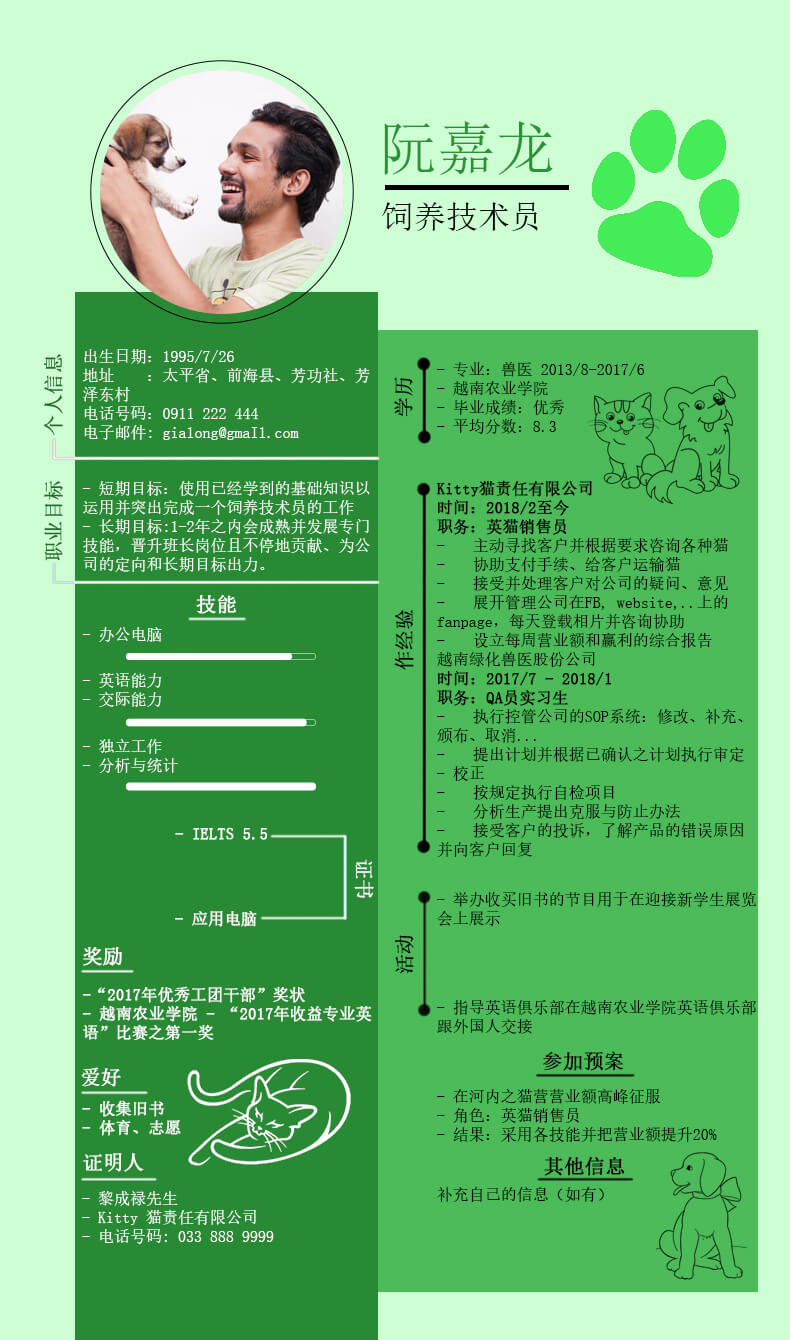 阮嘉龙
饲养技术员
个人信息
出生日期: 1995/7/26
地址　　: 太平省、前海县、芳功社、芳
泽东村
电话号码: 0911 222 444
电子邮件: gialong@gmaIl.com
职业目标
- 短期目标: 使用已经学到的基础知识以
运用并突出完成一个饲养技术员的工作
- 长期目标:1-2年之内会成熟并发展专门
技能, 晋升班长岗位且不停地贡献、为公
司的定向和长期目标出力。
技能
- 办公电脑
- 英语能力
- 交际能力
- 独立工作
- 分析与统计
- IELTS 5.5
证书
- 应用电脑
奖励
-“2017年优秀工团干部”奖状
- 越南农业学院 - “2017年收益专业英
语”比赛之第一奖
爱好
- 收集旧书
- 体育、志愿
证明人
- 黎成禄先生
- Kitty 猫责任有限公司
- 电话号码: 033 888 9999
学历
- 专业: 兽医 2013/8-2017/6
- 越南农业学院
- 毕业成绩: 优秀
- 平均分数: 8.3
作经验
Kitty猫责任有限公司
时间: 2018/2至今
职务: 英猫销售员
- 主动寻找客户并根据要求咨询各种猫
- 协助支付手续、给客户运输猫
- 接受并处理客户对公司的疑问、意见
- 展开管理公司在FB, website,..上的
fanpage, 每天登载相片并咨询协助
- 设立每周营业额和赢利的综合报告
越南绿化兽医股份公司
时间: 2017/7 - 2018/1
职务: QA员实习生
- 执行控管公司的SOP系统: 修改、补充、
颁布、取消...
- 提出计划并根据已确认之计划执行审定
- 校正
- 按规定执行自检项目
- 分析生产提出克服与防止办法
- 接受客户的投诉, 了解产品的错误原因
并向客户回复
活动
- 举办收买旧书的节目用于在迎接新学生展览
会上展示
- 指导英语俱乐部在越南农业学院英语俱乐部
跟外国人交接
参加预案
- 在河内之猫营营业额高峰征服
- 角色: 英猫销售员
- 结果: 采用各技能并把营业额提升20%
其他信息
补充自己的信息（如有）